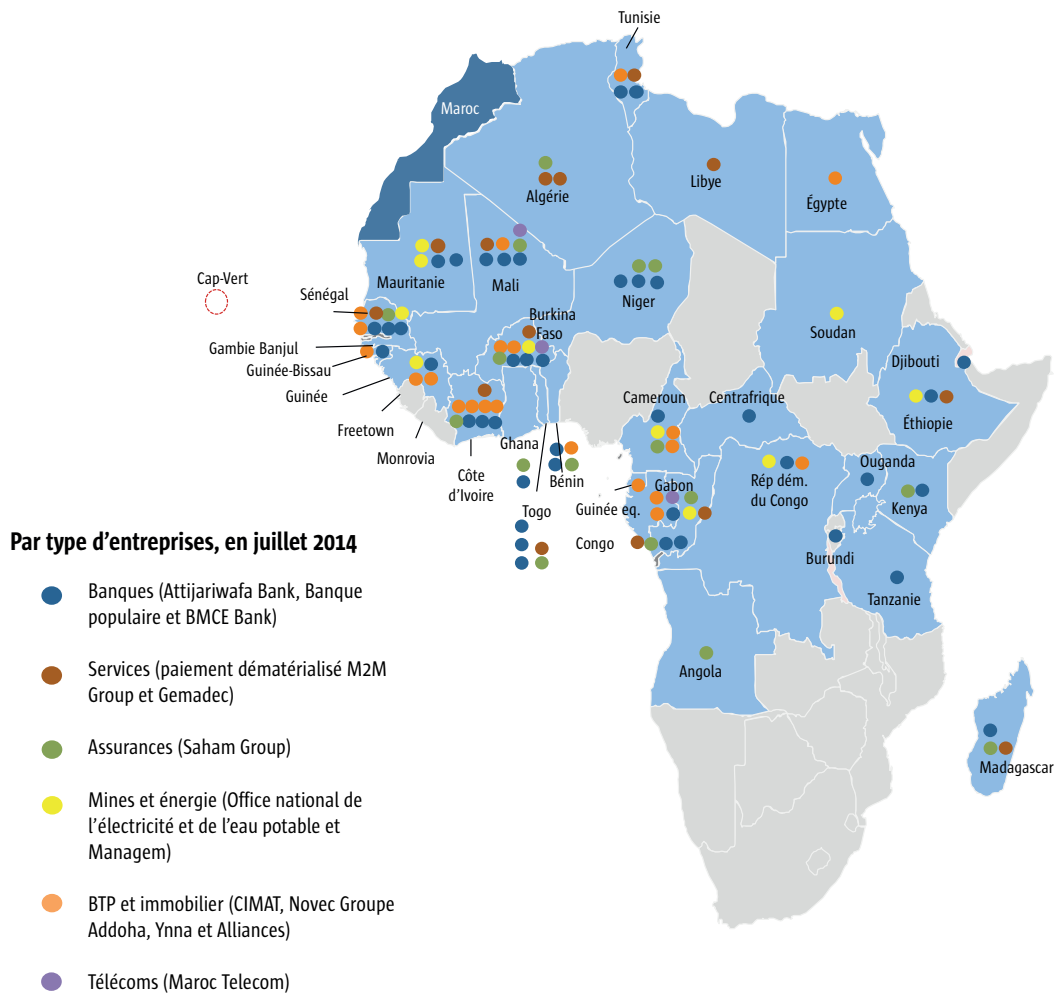 Tunisie
Maroc
Algérie
Libye
Égypte
Cap-Vert
Mauritanie
Mali
Niger
Sénégal
Burkina
Faso
Soudan
Gambie Banjul
Guinée-Bissau
Djibouti
Guinée
Cameroun
Centrafrique
Éthiopie
Freetown
Ghana
Monrovia
Côte
d'Ivoire
Bénin
Ouganda
Gabon
Rép dém.
du Congo
Togo
Guinée eq.
Kenya
Congo
Burundi
Tanzanie
Angola
Madagascar
Par type d'entreprises, en juillet 2014
Banques (Attijariwafa Bank, Banque
populaire et BMCE Bank)
Services (paiement dématérialisé M2M
Group et Gemadec)
Assurances (Saham Group)
Mines et énergie (Office national de
l'électricité et de l'eau potable et
Managem)
BTP et immobilier (CIMAT, Novec Groupe
Addoha, Ynna et Alliances)
Télécoms (Maroc Telecom)